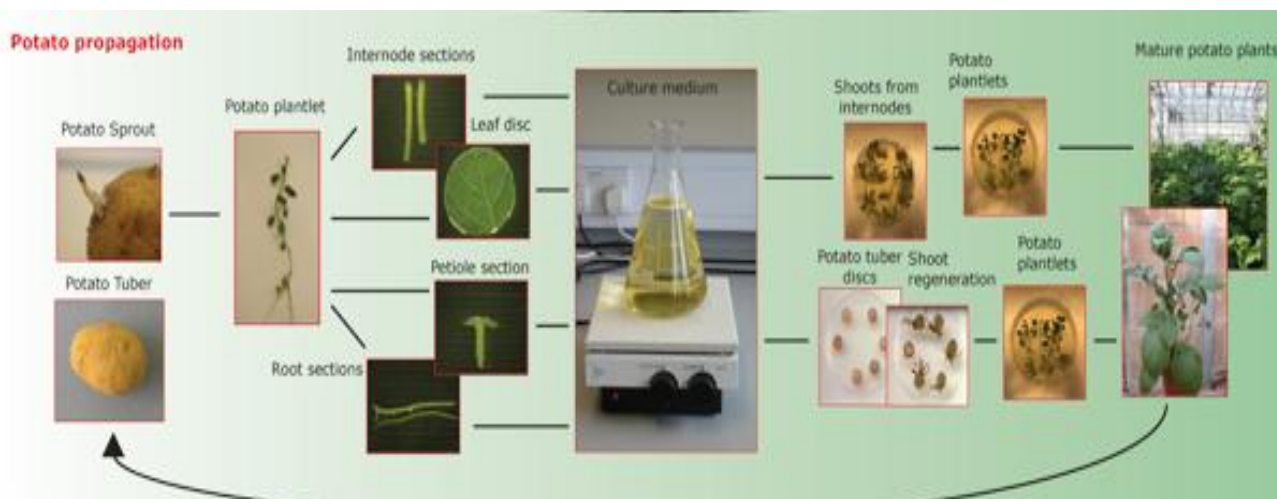 Potato propagation
Potato Sprout
Potato Tuber
Potato plantlet
Internode sections
Leaf disc
Petiole section
Root sections
Culture medium
Shoots from
internodes
Potato
plantlets
Mature potato plants
Potato tuber
discs
Shoot
regeneration
Potato
plantlets